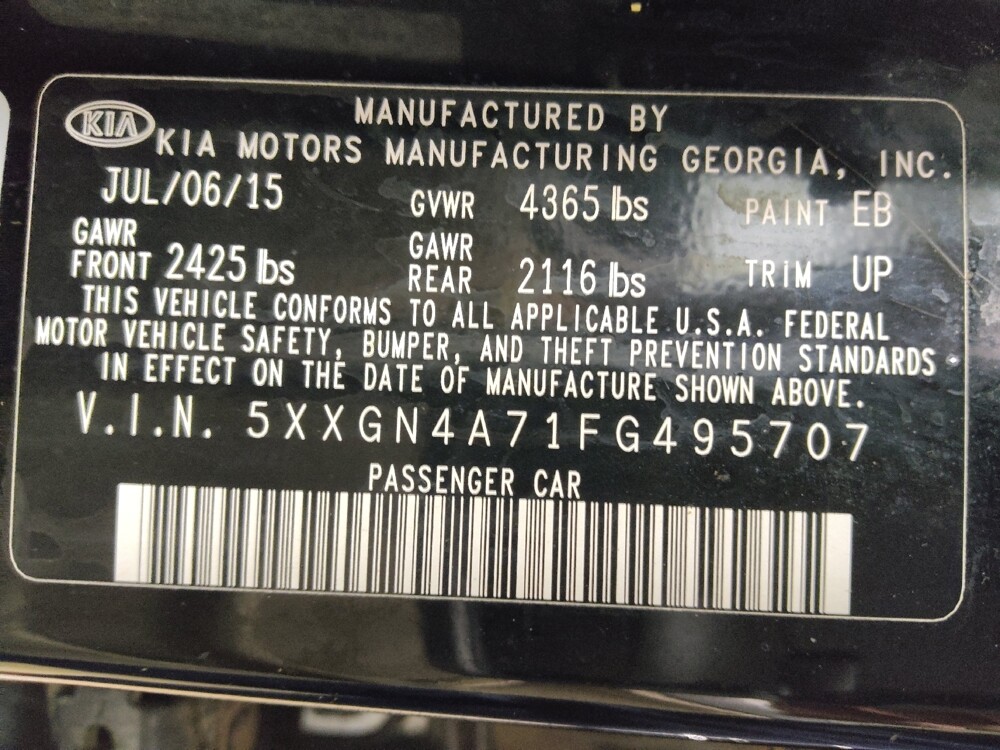 KIA
MANUFACTURED BY
KIA MOTORS MANUFACTURING GEORGIA, INC.
JUL/06/15 GVWR 4365 lbs PAINT EB
GAWR FRONT 2425 lbs GAWR REAR 2116 lbs TRIM UP
THIS VEHICLE CONFORMS TO ALL APPLICABLE U.S.A. FEDERAL
MOTOR VEHICLE SAFETY, BUMPER, AND THEFT PREVENTION STANDARDS
IN EFFECT ON THE DATE OF MANUFACTURE SHOWN ABOVE.
V.I.N. 5XXGN4A71FG495707
PASSENGER CAR